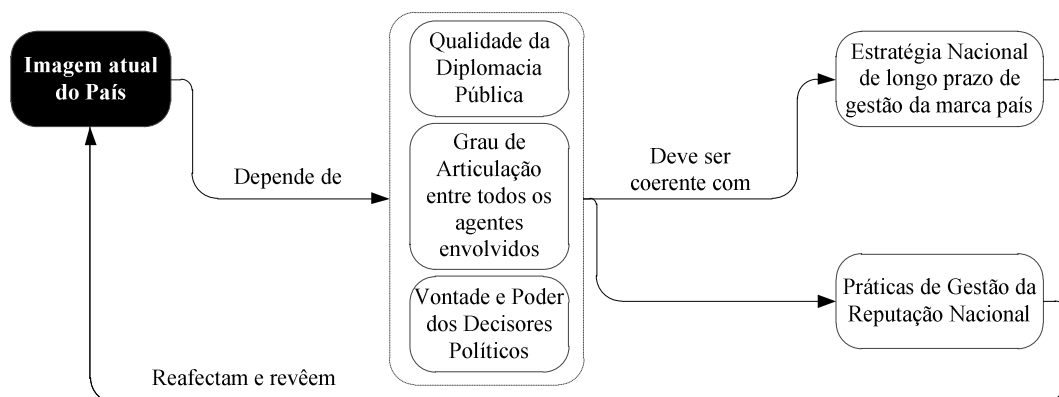 Imagem atual
do País
Depende de
Qualidade da
Diplomacia
Pública
Grau de
Articulação
entre todos os
agentes
envolvidos
Vontade e Poder
dos Decisores
Políticos
Deve ser
coerente com
Estratégia Nacional
de longo prazo de
gestão da marca país
Práticas de Gestão da
Reputação Nacional
Reafectam e revêem